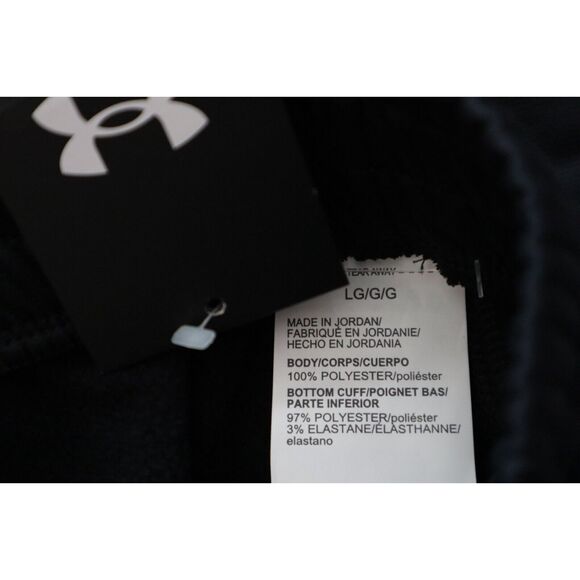 TEAR AWAY
LG/G/G
MADE IN JORDAN/
FABRIQUÉ EN JORDANIE/
HECHO EN JORDANIA
BODY/CORPS/CUERPO
100% POLYESTER/poliéster
BOTTOM CUFF/POIGNET BAS/
PARTE INFERIOR
97% POLYESTER/poliéster
3% ELASTANE/ÉLASTHANNE/
elastano